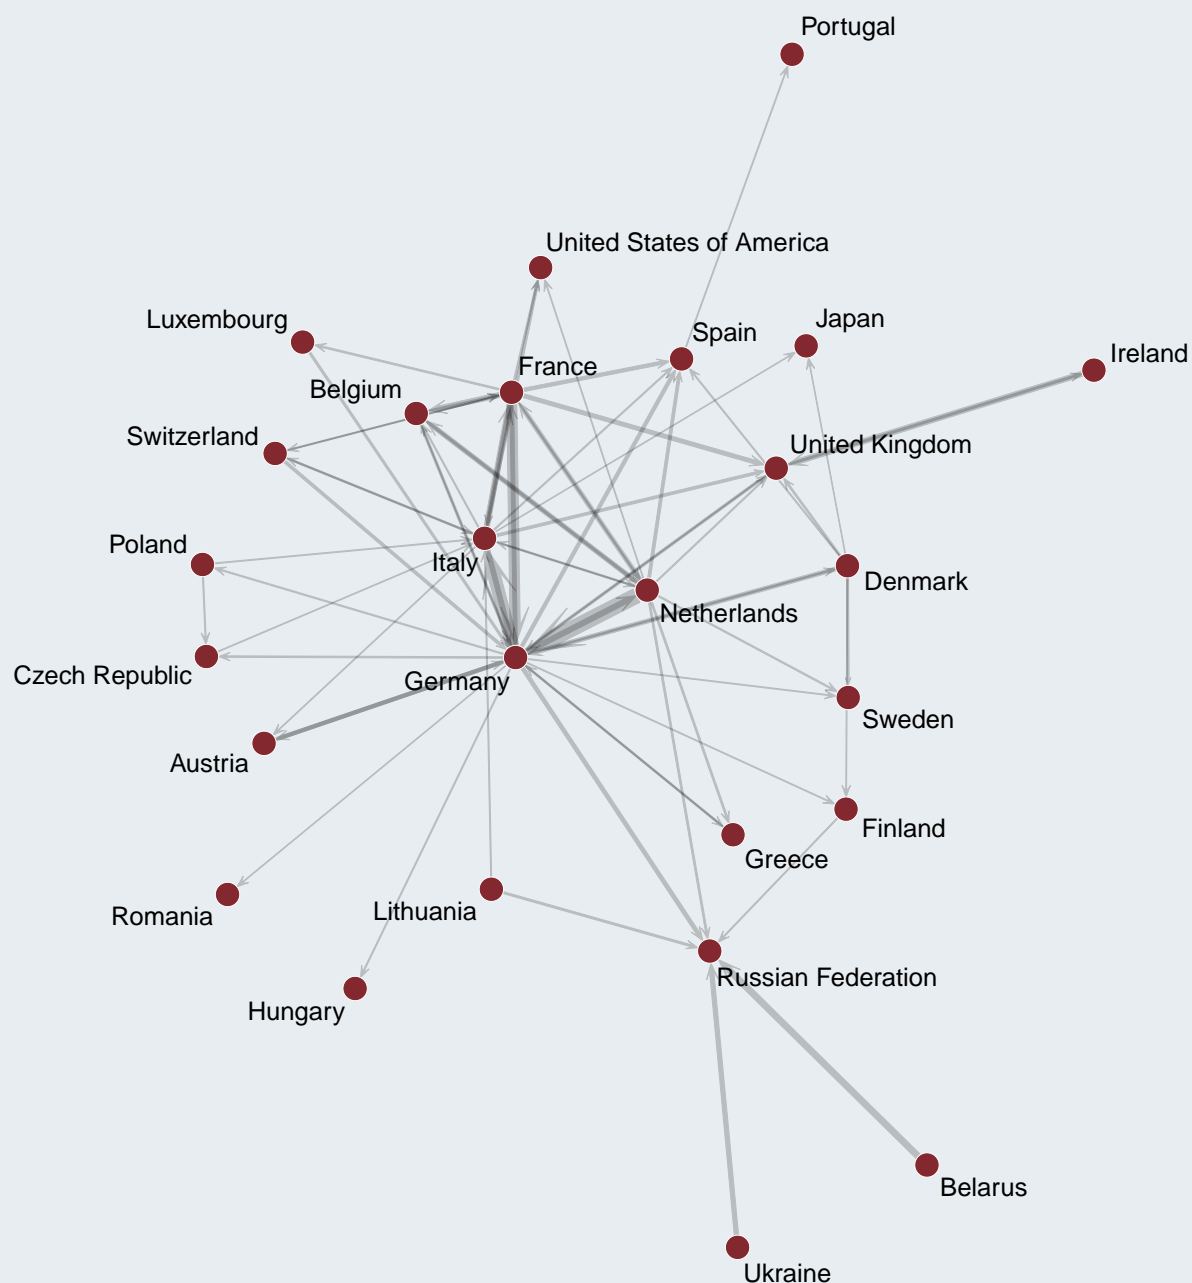 Portugal
United States of America
Luxembourg
Japan
Spain
Ireland
France
Belgium
Switzerland
United Kingdom
Poland
Italy
Denmark
Netherlands
Czech Republic
Germany
Sweden
Austria
Finland
Greece
Lithuania
Romania
Russian Federation
Hungary
Belarus
Ukraine